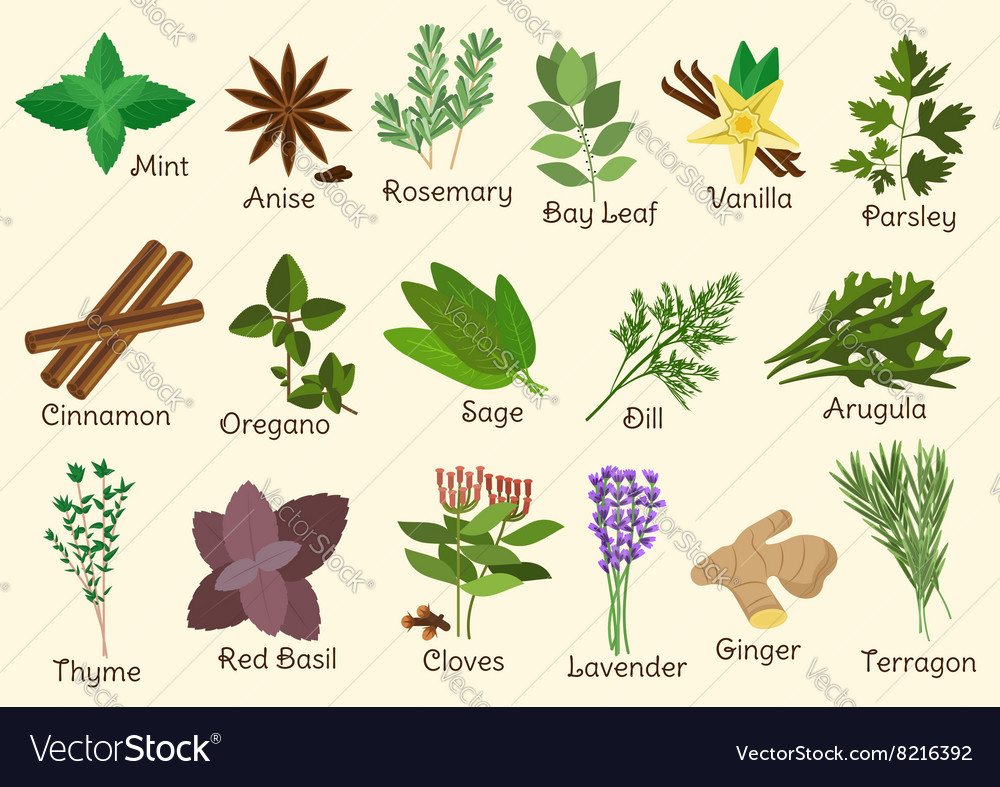 Mint
Anise
Rosemary
Bay Leaf
Vanilla
Parsley
Cinnamon
Oregano
Sage
Dill
Arugula
Thyme
Red Basil
Cloves
Lavender
Ginger
Terragon
VectorStock®
VectorStock.com/8216392